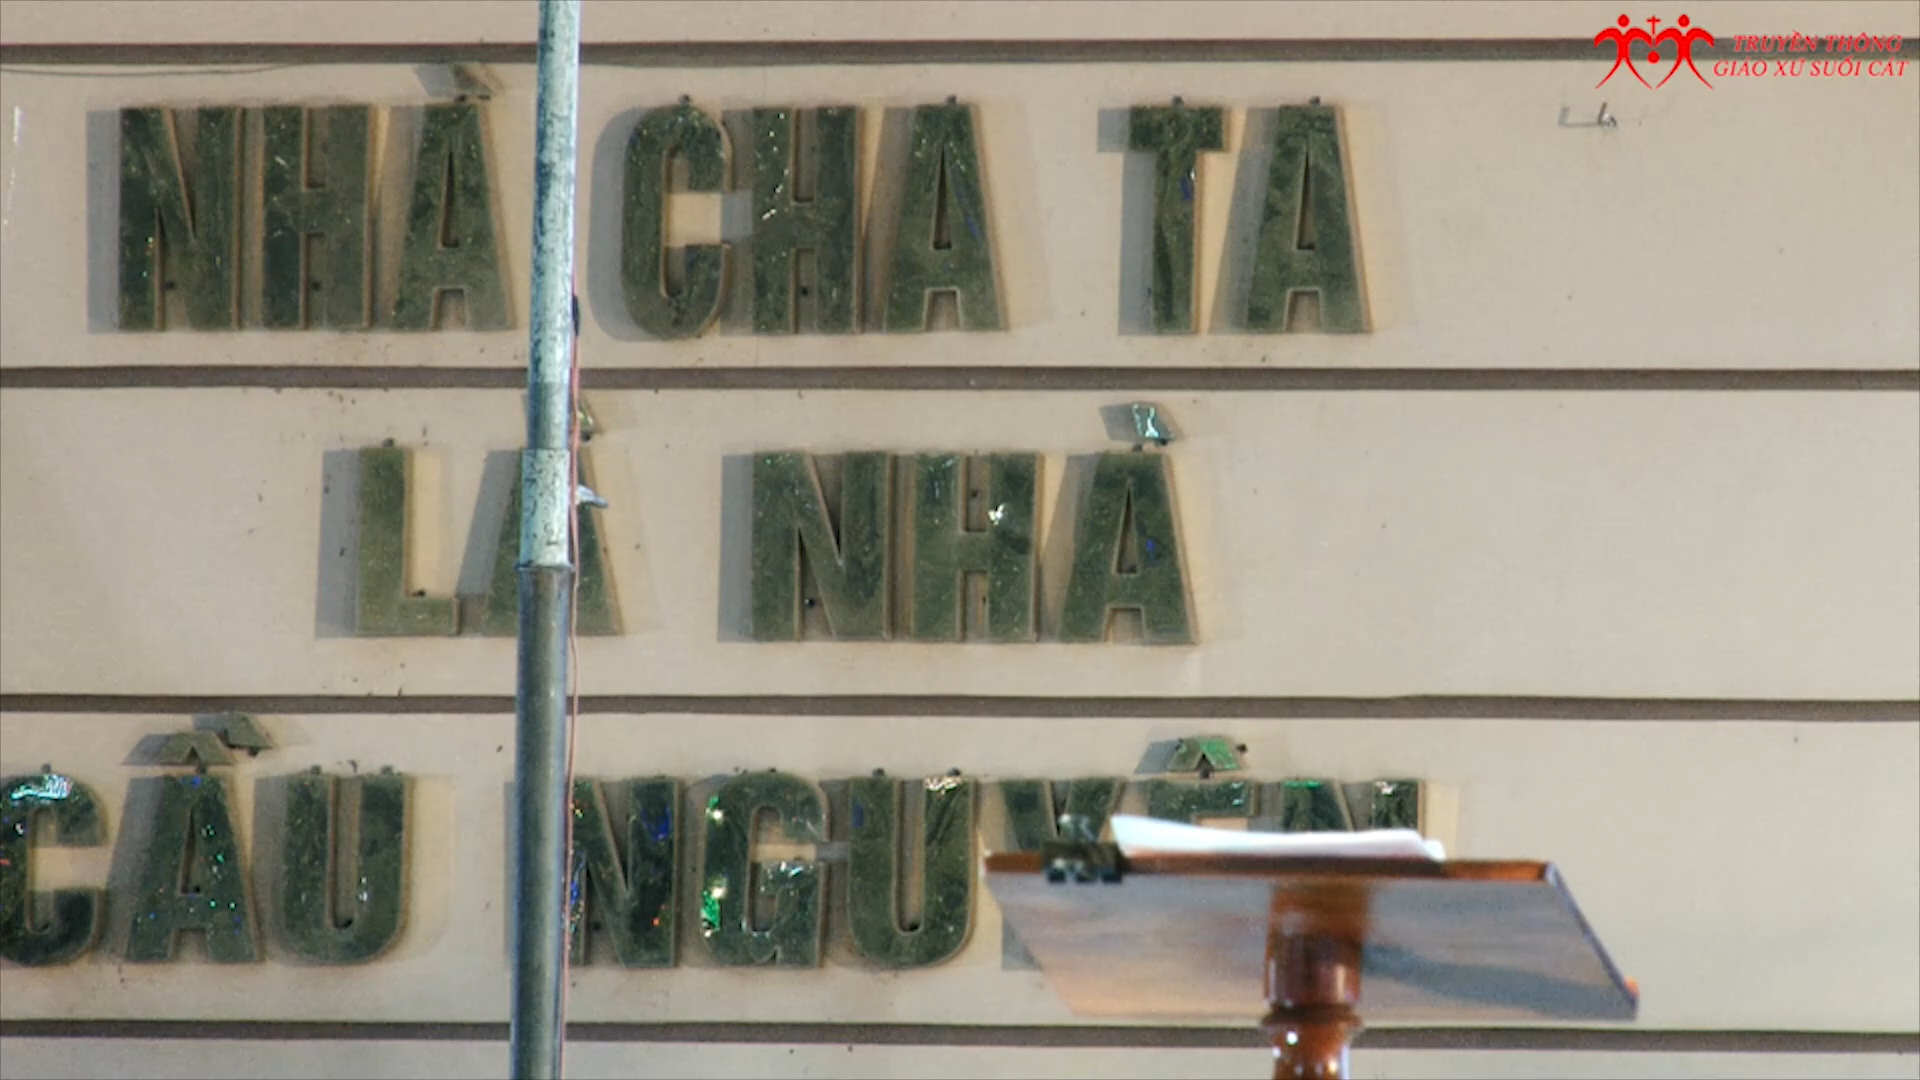 TRUYỀN THÔNG
GIÁO XỨ SUỐI CÁT
NHÀ CHA TA
LÀ NHÀ
CẦU NGUYỆN